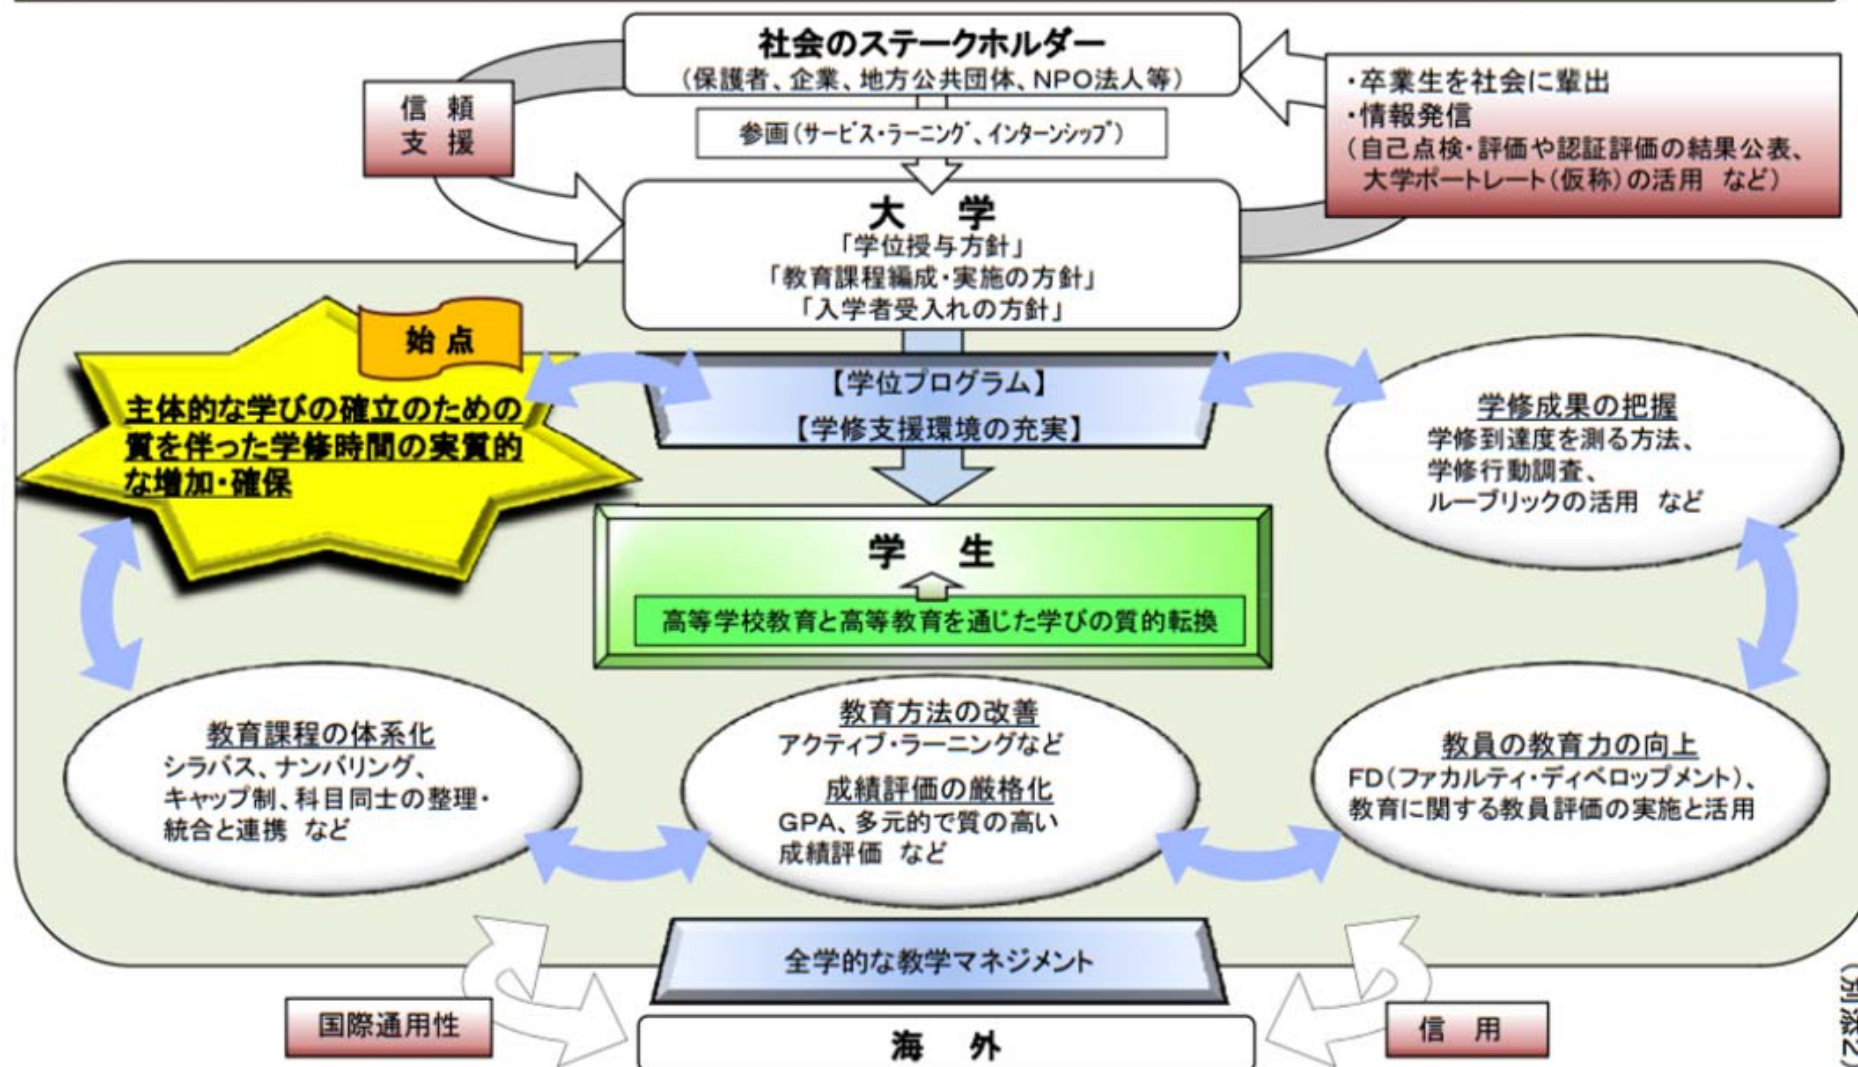 社会のステークホルダー
（保護者、企業、地方公共団体、NPO法人等）
信　頼
支　援
参画（サービス・ラーニング、インターンシップ）
・卒業生を社会に輩出
・情報発信
（自己点検・評価や認証評価の結果公表、
大学ポートレート（仮称）の活用　など）
大　学
「学位授与方針」
「教育課程編成・実施の方針」
「入学者受入れの方針」
始点
主体的な学びの確立のための
質を伴った学修時間の実質的
な増加・確保
【学位プログラム】
【学修支援環境の充実】
学修成果の把握
学修到達度を測る方法、
学修行動調査、
ルーブリックの活用　など
学　生
高等学校教育と高等教育を通じた学びの質的転換
教育課程の体系化
シラバス、ナンバリング、
キャップ制、科目同士の整理・
統合と連携　など
教育方法の改善
アクティブ・ラーニングなど
成績評価の厳格化
GPA、多元的で質の高い
成績評価　など
教員の教育力の向上
FD（ファカルティ・ディベロップメント）、
教育に関する教員評価の実施と活用
全学的な教学マネジメント
国際通用性
海　外
信　用
（別添2）